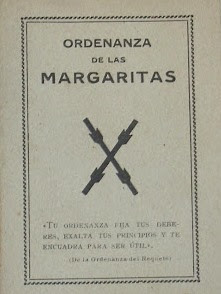 ORDENANZA
DE LAS
MARGARITAS
«TU ORDENANZA FIJA TUS DEBE-
RES, EXALTA TUS PRINCIPIOS Y TE
ENCUADRA PARA SER ÚTIL».
(De la Ordenanza del Requeté)